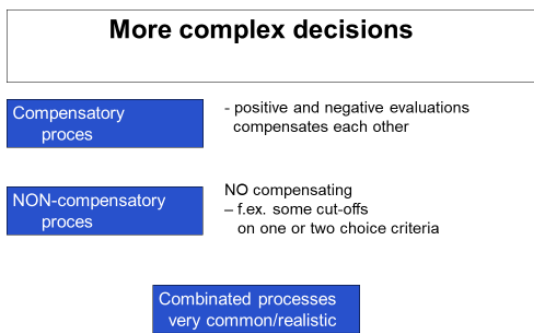 More complex decisions
Compensatory
proces
- positive and negative evaluations
compensates each other
NON-compensatory
proces
NO compensating
– f.ex. some cut-offs
on one or two choice criteria
Combined processes
very common/realistic